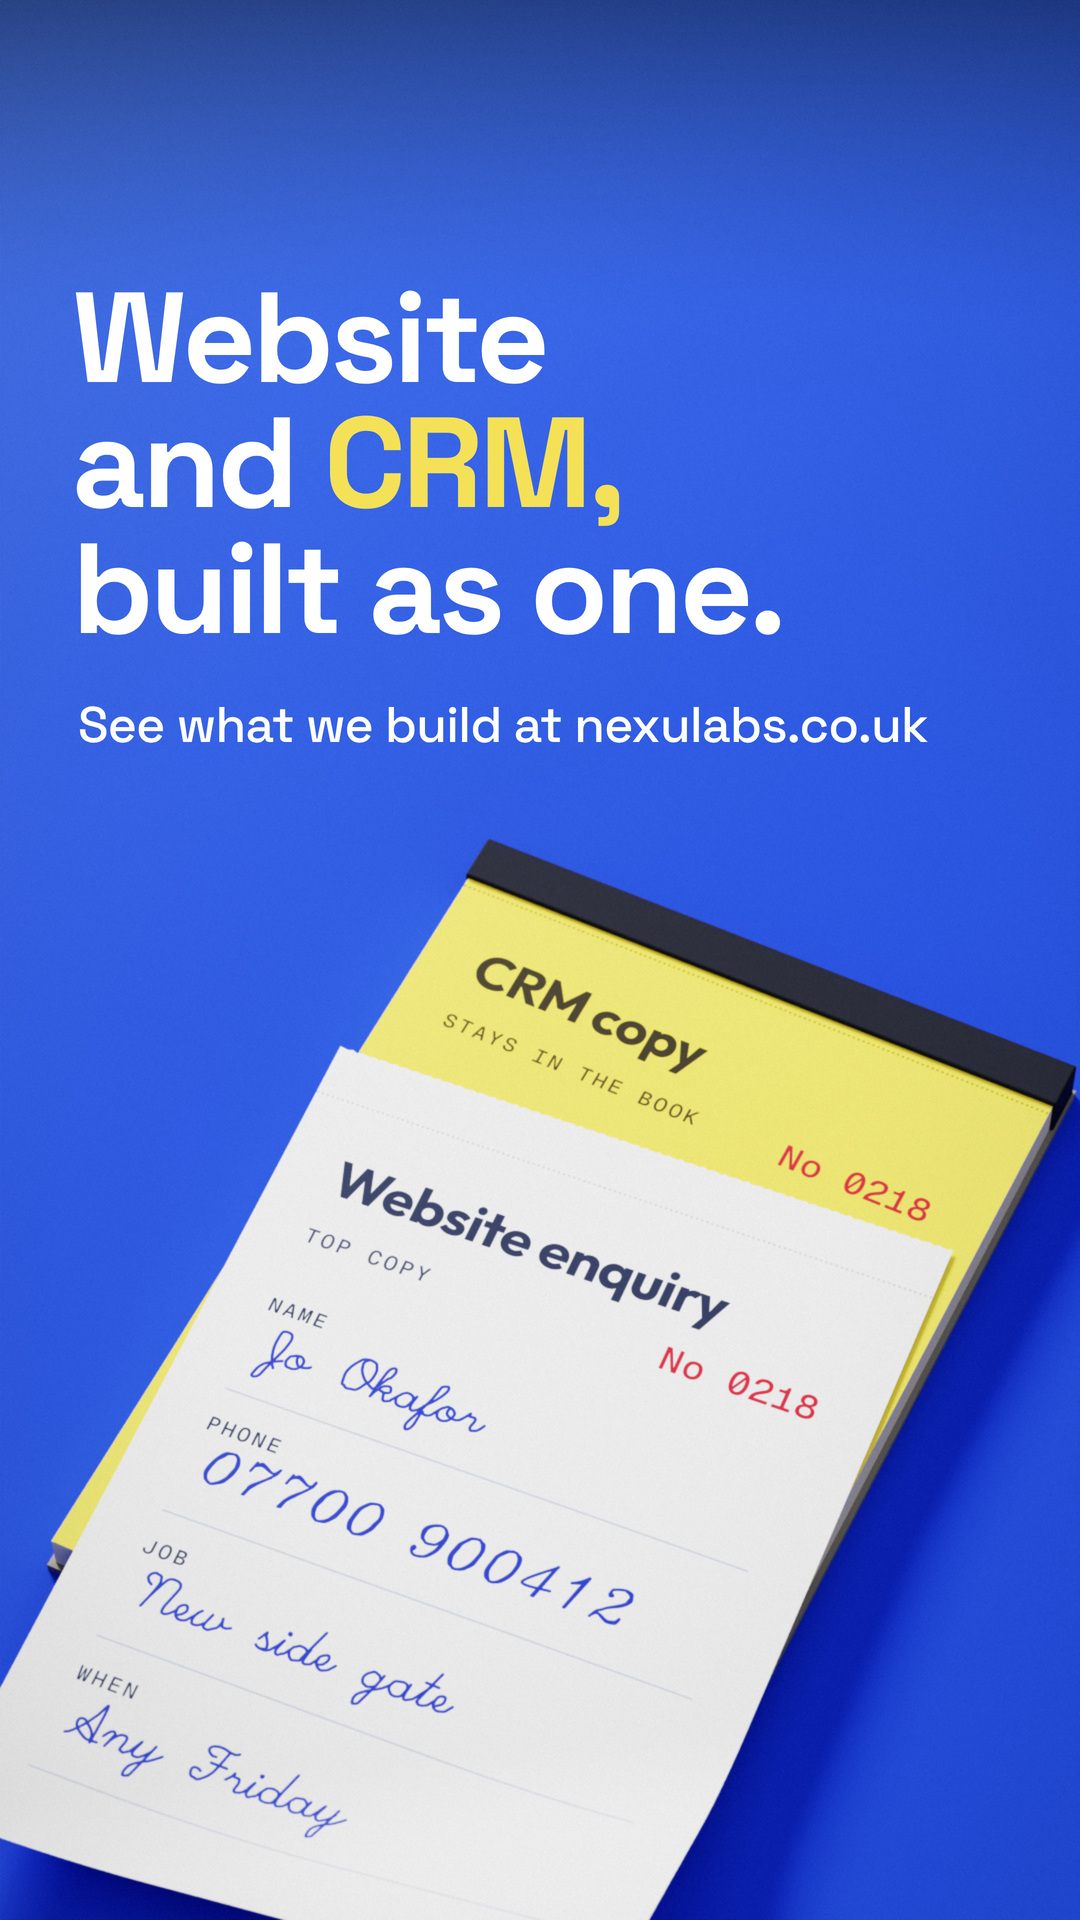 Website
and CRM,
built as one.
See what we build at nexulabs.co.uk
CRM copy
STAYS IN THE BOOK
No 0218
Website enquiry
TOP COPY
No 0218
NAME
Jo Okafor
PHONE
07700 900412
JOB
New side gate
WHEN
Any Friday